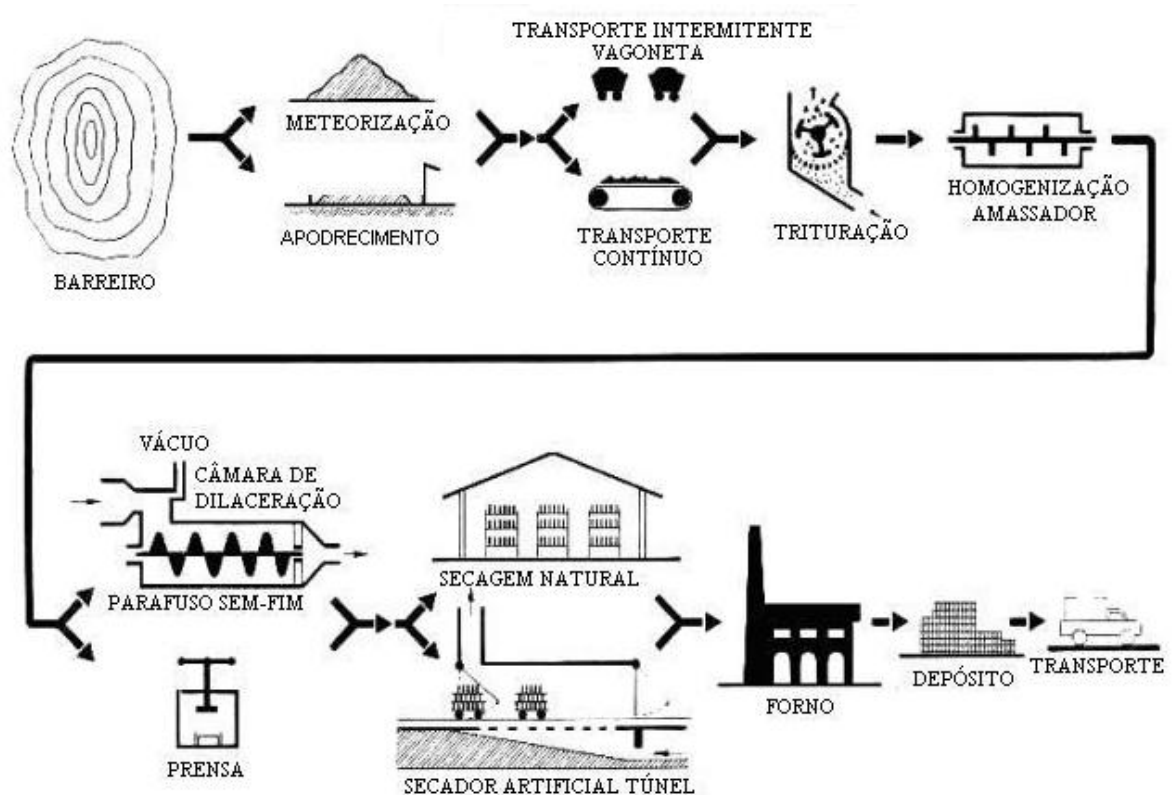 TRANSPORTE INTERMITENTE
VAGONETA
METEORIZAÇÃO
APODRECIMENTO
BARREIRO
TRANSPORTE
CONTÍNUO
TRITURAÇÃO
HOMOGENIZAÇÃO
AMASSADOR
VÁCUO
CÂMARA DE
DILACERAÇÃO
PARAFUSO SEM-FIM
PRENSA
SECAGEM NATURAL
SECADOR ARTIFICIAL TÚNEL
FORNO
DEPÓSITO
TRANSPORTE